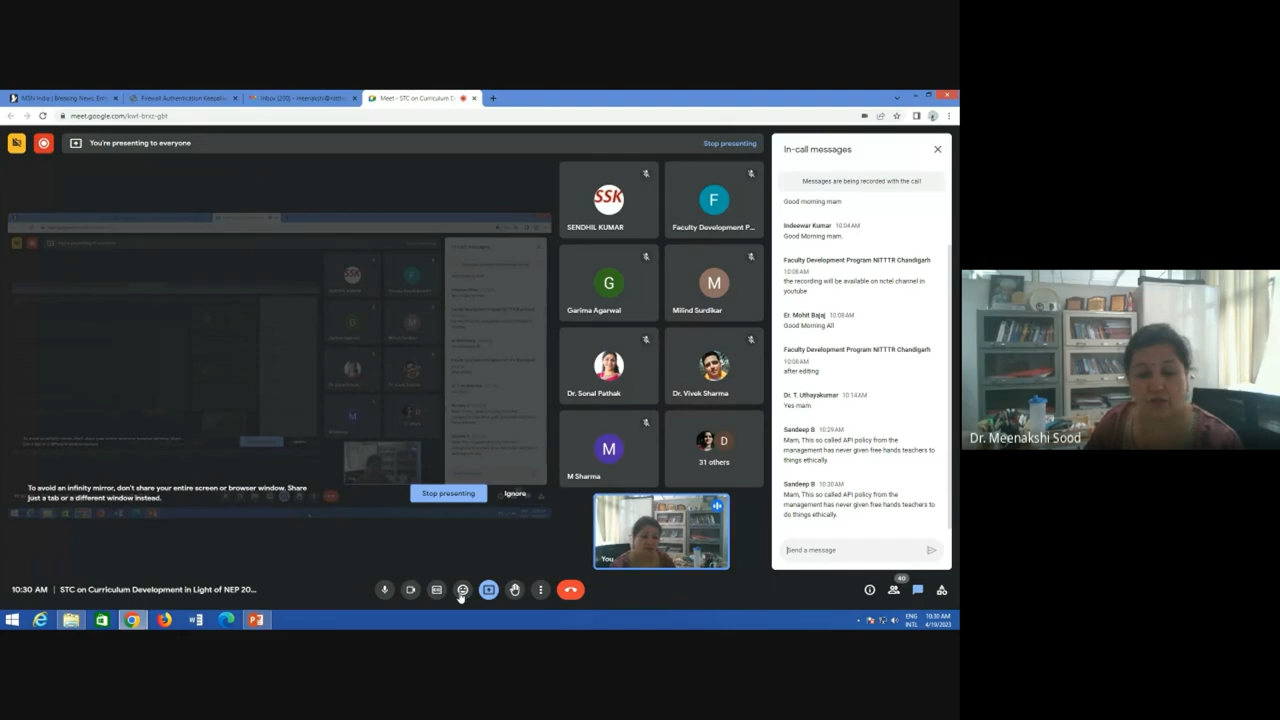 MSN India | Breaking News, Ent
Firewall Authentication Keepaliv
Inbox (200) -
Meet - STC on Curriculum D
meet.google.com/kwt-brxz-gbt
You're presenting to everyone
Stop presenting
SSK
SENDHIL KUMAR
F
Faculty Development P...
G
Garima Agarwal
M
Milind Surdikar
Dr. Sonal Pathak
Dr. Vivek Sharma
M
M Sharma
D
31 others
You
To avoid an infinity mirror, don't share your entire screen or browser window. Share
just a tab or a different window instead.
Stop presenting
Ignore
In-call messages
Messages are being recorded with the call
Good morning mam
Indeewar Kumar 10:04 AM
Good Morning mam.
Faculty Development Program NITTTR Chandigarh
10:08 AM
the recording will be available on nctel channel in
youtube
Er. Mohit Bajaj 10:08 AM
Good Morning All
Faculty Development Program NITTTR Chandigarh
10:08 AM
after editing
Dr. T. Uthayakumar 10:14 AM
Yes mam
Sandeep B 10:29 AM
Mam, This so called API policy from the
management has never given free hands teachers to
things ethically.
Sandeep B 10:30 AM
Mam, This so called API policy from the
management has never given free hands teachers to
do things ethically.
Send a message
10:30 AM | STC on Curriculum Development in Light of NEP 20...
40
ENG
INTL
10:30 AM
4/19/2023
Dr. Meenakshi Sood